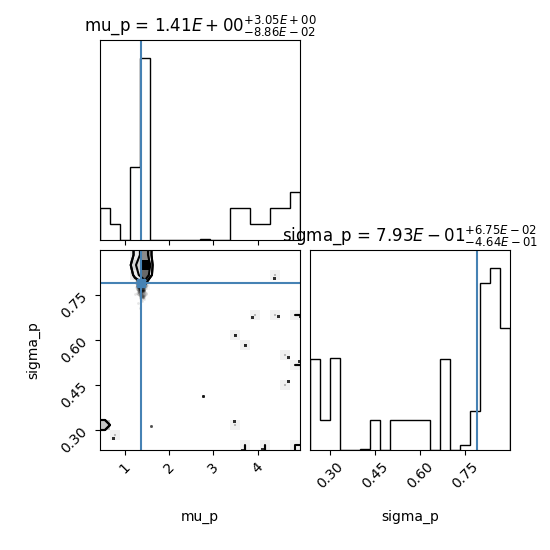 mu_p = 1.41E + 00+3.05E + 00 −8.86E − 02
sigma_p = 7.93E − 01+6.75E − 02 −4.64E − 01
sigma_p
0.75
0.60
0.45
0.30
1 2 3 4
0.30 0.45 0.60 0.75
mu_p sigma_p